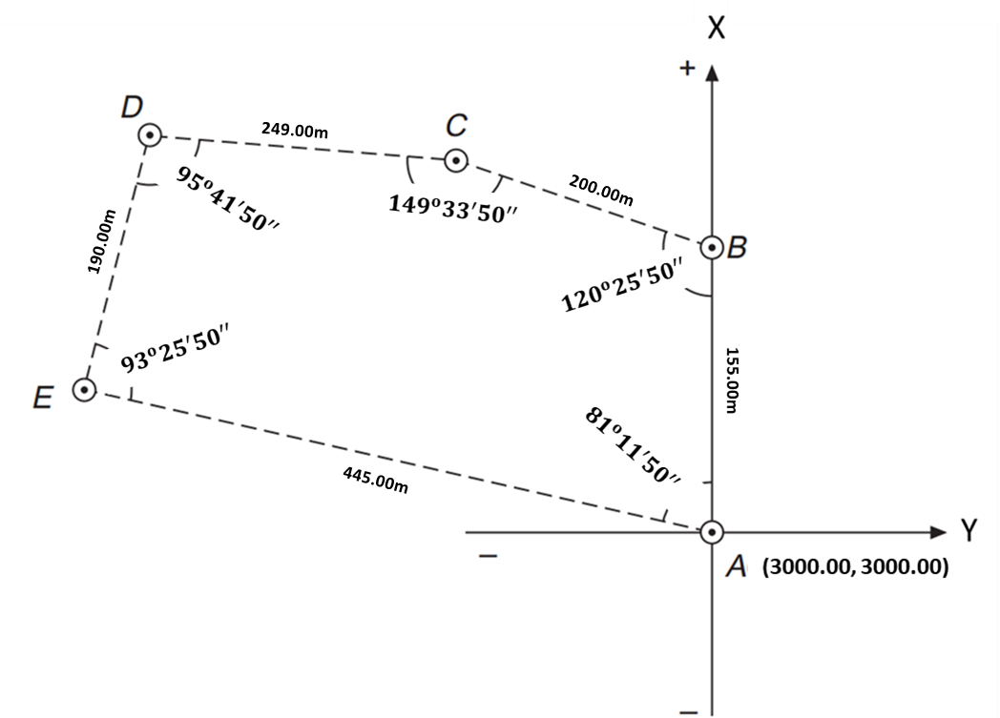 X
+
D
249.00m
C
200.00m
95°41′50″
149°33′50″
B
190.00m
120°25′50″
93°25′50″
155.00m
E
81°11′50″
445.00m
Y
−
A (3000.00, 3000.00)
−